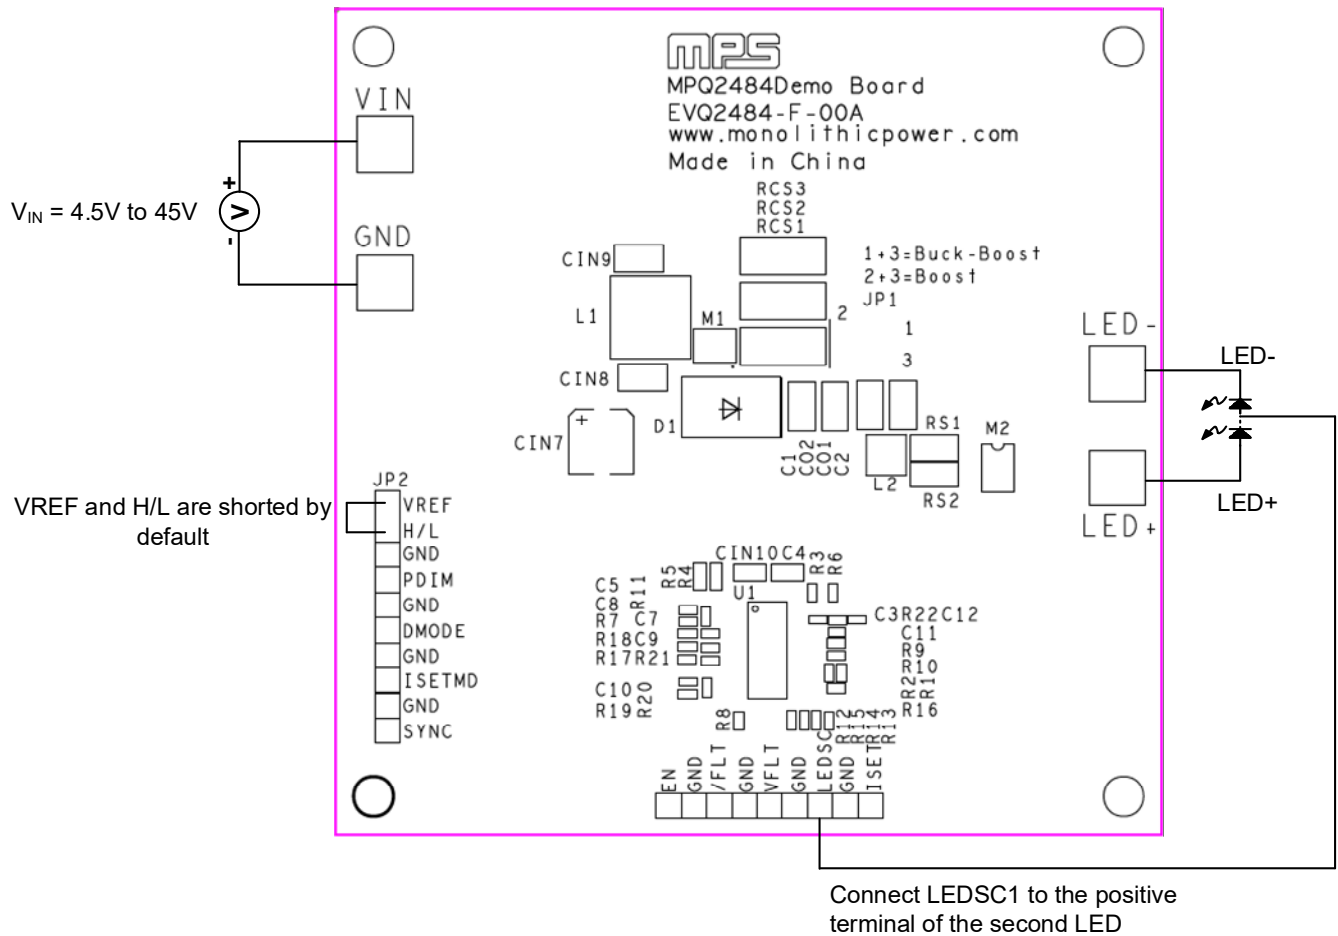 MPS
MPQ2484Demo Board
EVQ2484-F-00A
www.monolithicpower.com
Made in China
VIN
GND
V
+
-
VIN = 4.5V to 45V
RCS3
RCS2
RCS1
1+3=Buck-Boost
2+3=Boost
JP1
2
1
3
CIN9
L1
M1
CIN8
D1
CIN7
+
C1
CO2
CO1
C2
RS1
L2
RS2
M2
LED-
LED+
LED-
LED+
VREF and H/L are shorted by
default
JP2
VREF
H/L
GND
PDIM
GND
DMODE
GND
ISETMD
GND
SYNC
CIN10 C4
R3
R6
R5
R4
U1
C5
R11
C8
R7 C7
R18C9
R17R21
C10
R19
R20
R8
C3R22C12
C11
R9
R10
R2
R1
R16
R12
R15
R14
R13
EN
GND
/FLT
GND
VFLT
GND
LEDSC
GND
ISET
Connect LEDSC1 to the positive
terminal of the second LED